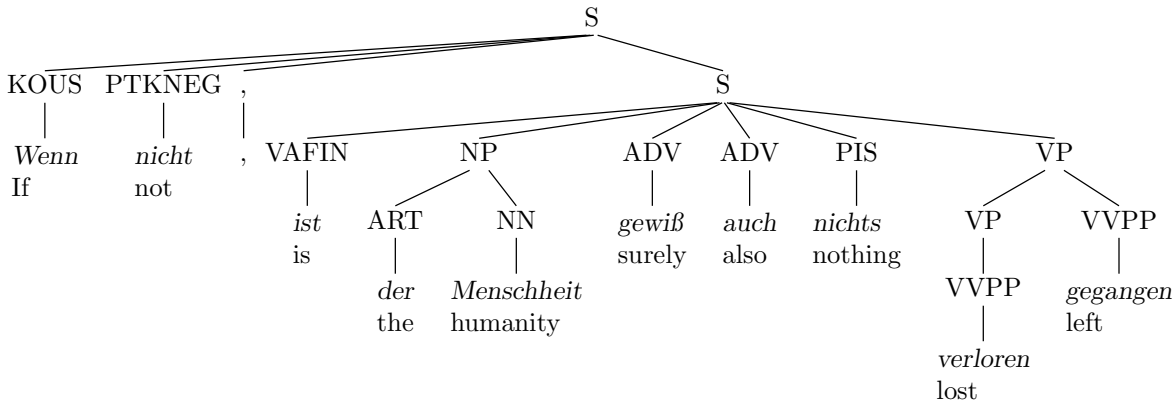 S
KOUS PTKNEG , S
Wenn nicht , VAFIN NP ADV ADV PIS VP
If not
ist ART NN gewiß auch nichts VP VVPP
is surely also nothing
der Menschheit VVPP gegangen
the humanity left
verloren
lost